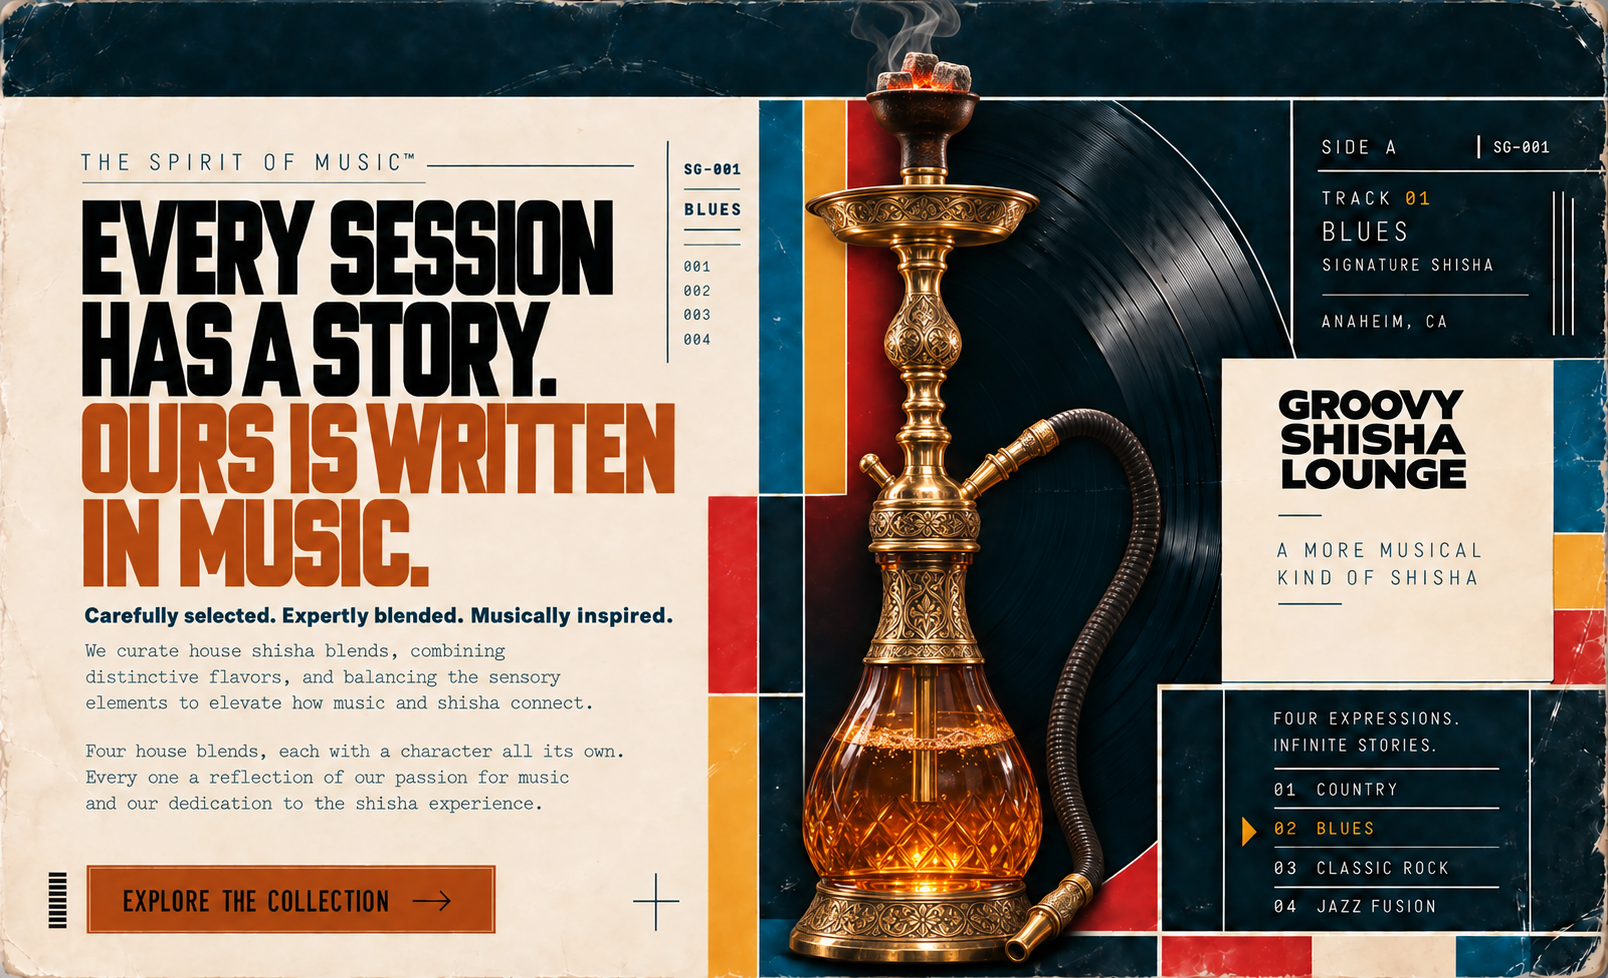 THE SPIRIT OF MUSIC™
EVERY SESSION
HAS A STORY.
OURS IS WRITTEN
IN MUSIC.
Carefully selected. Expertly blended. Musically inspired.
We curate house shisha blends, combining
distinctive flavors, and balancing the sensory
elements to elevate how music and shisha connect.
Four house blends, each with a character all its own.
Every one a reflection of our passion for music
and our dedication to the shisha experience.
EXPLORE THE COLLECTION →
SG-001
BLUES
001
002
003
004
SIDE A | SG-001
TRACK 01
BLUES
SIGNATURE SHISHA
ANAHEIM, CA
GROOVY
SHISHA
LOUNGE
A MORE MUSICAL
KIND OF SHISHA
FOUR EXPRESSIONS.
INFINITE STORIES.
01 COUNTRY
02 BLUES
03 CLASSIC ROCK
04 JAZZ FUSION